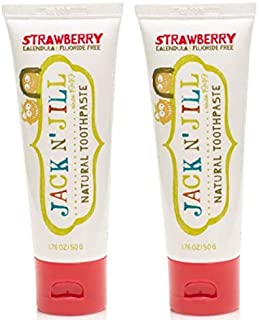 STRAWBERRY
CALENDULA FLUORIDE FREE
JACK N' JILL
NATURAL TOOTHPASTE
1.76 OZ/50 G
STRAWBERRY
CALENDULA FLUORIDE FREE
JACK N' JILL
NATURAL TOOTHPASTE
1.76 OZ/50 G